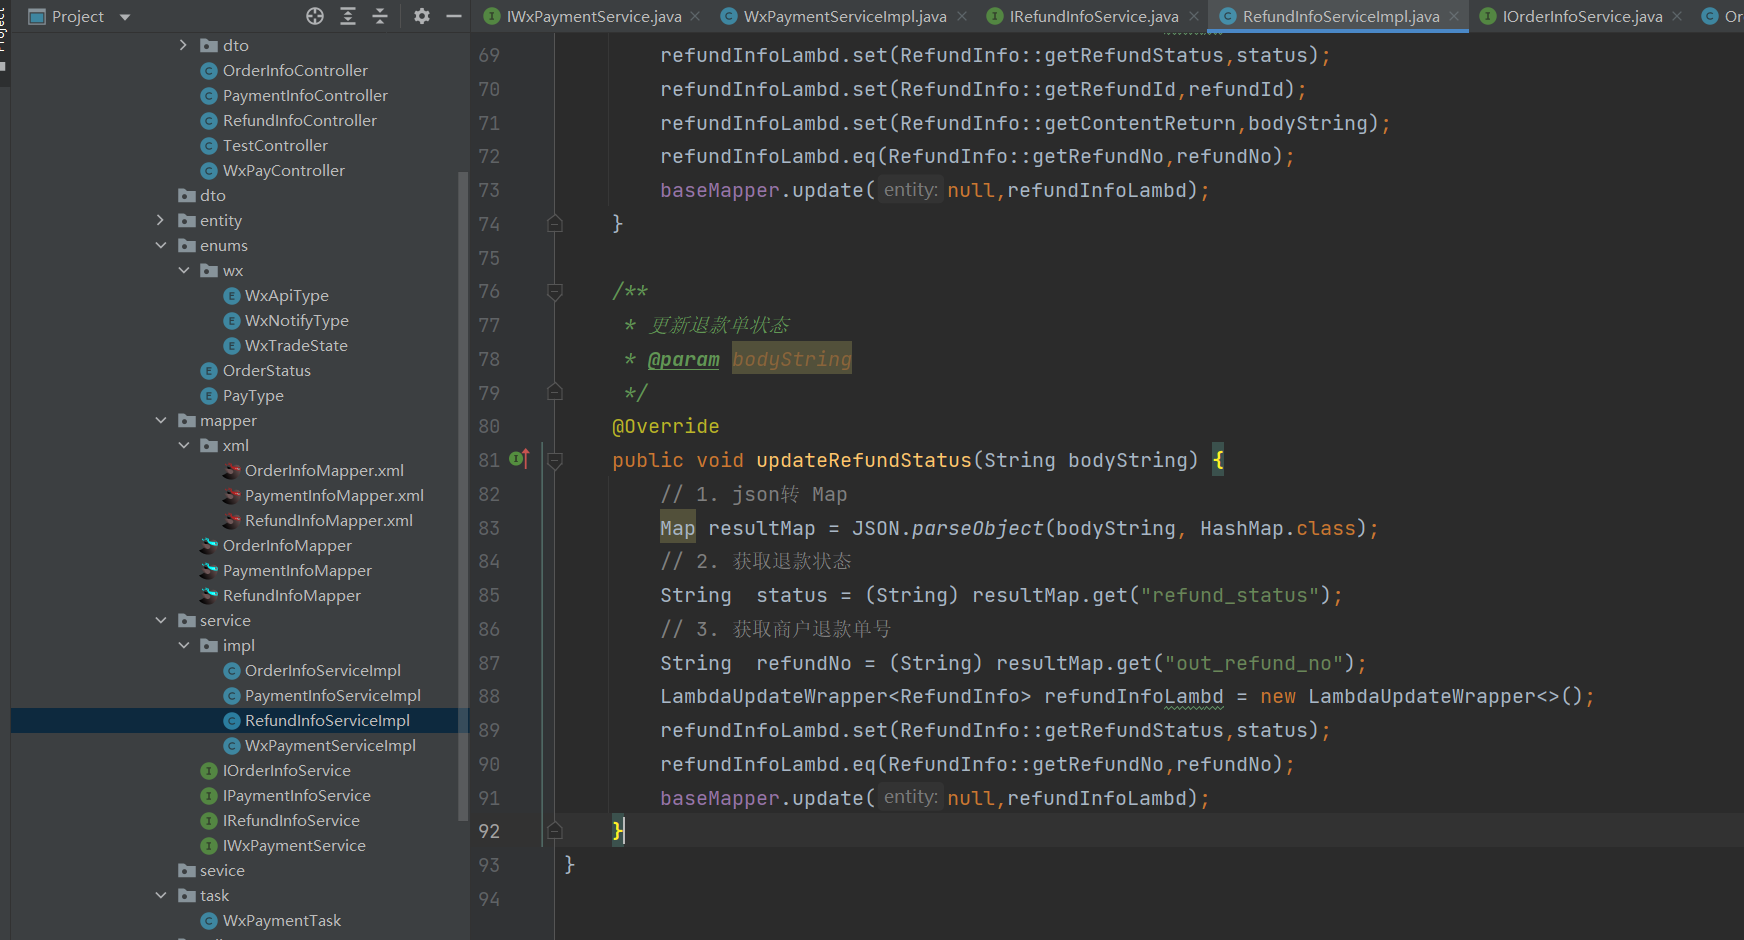 Project
IWxPaymentService.java
WxPaymentServiceImpl.java
IRefundInfoService.java
RefundInfoServiceImpl.java
IOrderInfoService.java
Or
dto
OrderInfoController
PaymentInfoController
RefundInfoController
TestController
WxPayController
dto
entity
enums
wx
WxApiType
WxNotifyType
WxTradeState
OrderStatus
PayType
mapper
xml
OrderInfoMapper.xml
PaymentInfoMapper.xml
RefundInfoMapper.xml
OrderInfoMapper
PaymentInfoMapper
RefundInfoMapper
service
impl
OrderInfoServiceImpl
PaymentInfoServiceImpl
RefundInfoServiceImpl
WxPaymentServiceImpl
IOrderInfoService
IPaymentInfoService
IRefundInfoService
IWxPaymentService
sevice
task
WxPaymentTask
69 refundInfoLambd.set(RefundInfo::getRefundStatus,status);
70 refundInfoLambd.set(RefundInfo::getRefundId,refundId);
71 refundInfoLambd.set(RefundInfo::getContentReturn,bodyString);
72 refundInfoLambd.eq(RefundInfo::getRefundNo,refundNo);
73 baseMapper.update( entity: null,refundInfoLambd);
74 }
75
76 /**
77 * 更新退款单状态
78 * @param bodyString
79 */
80 @Override
81 public void updateRefundStatus(String bodyString) {
82 // 1. json转 Map
83 Map resultMap = JSON.parseObject(bodyString, HashMap.class);
84 // 2. 获取退款状态
85 String  status = (String) resultMap.get("refund_status");
86 // 3. 获取商户退款单号
87 String  refundNo = (String) resultMap.get("out_refund_no");
88 LambdaUpdateWrapper<RefundInfo> refundInfoLambd = new LambdaUpdateWrapper<>();
89 refundInfoLambd.set(RefundInfo::getRefundStatus,status);
90 refundInfoLambd.eq(RefundInfo::getRefundNo,refundNo);
91 baseMapper.update( entity: null,refundInfoLambd);
92 }
93 }
94